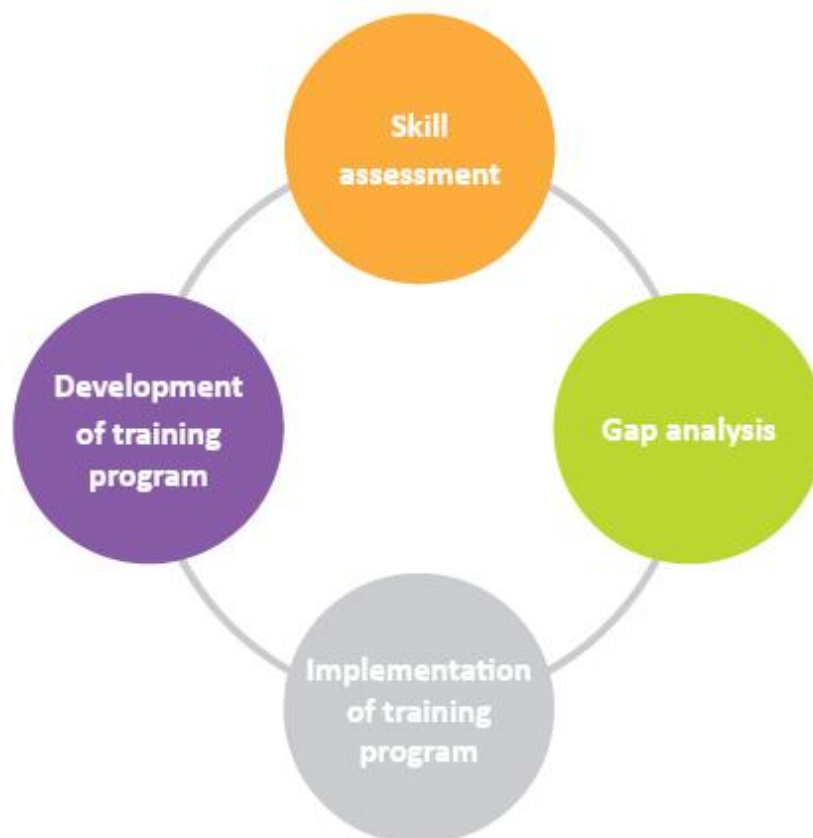 Skill
assessment
Development
of training
program
Gap analysis
Implementation
of training
program